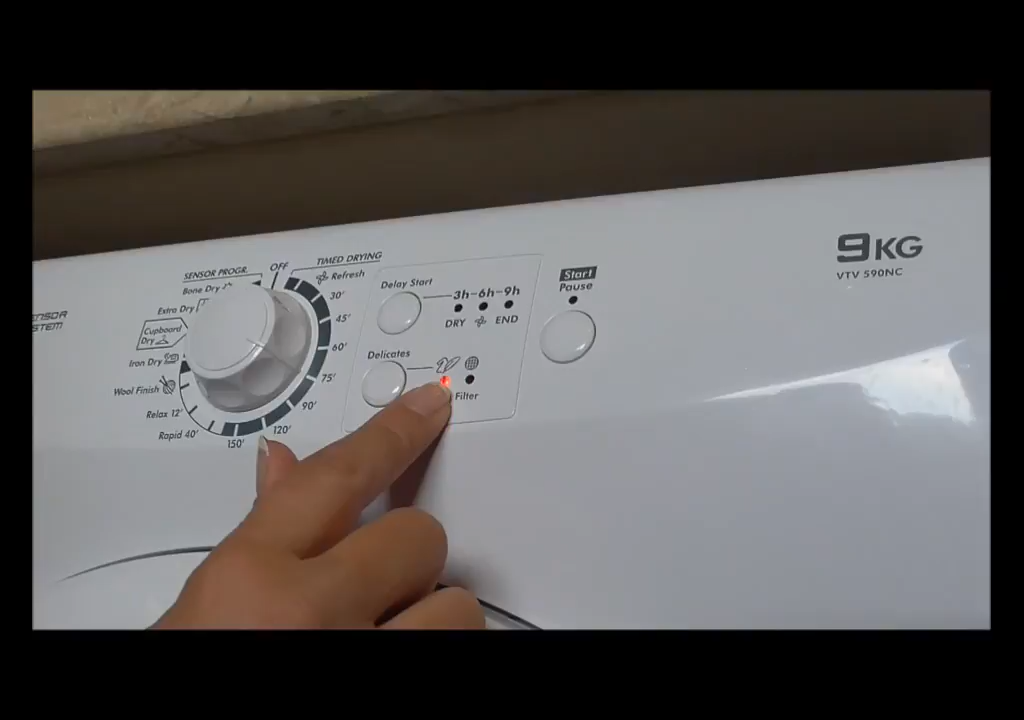 9KG
VTV 590NC
SENSOR PROGR.
OFF
TIMED DRYING
Bone Dry
Refresh
Extra Dry
30'
Cupboard
Dry
45'
Iron Dry
60'
Wool Finish
75'
Relax 12'
90'
Rapid 40'
120'
150'
Delay Start
3h-6h-9h
DRY
END
Delicates
Filter
Start
Pause